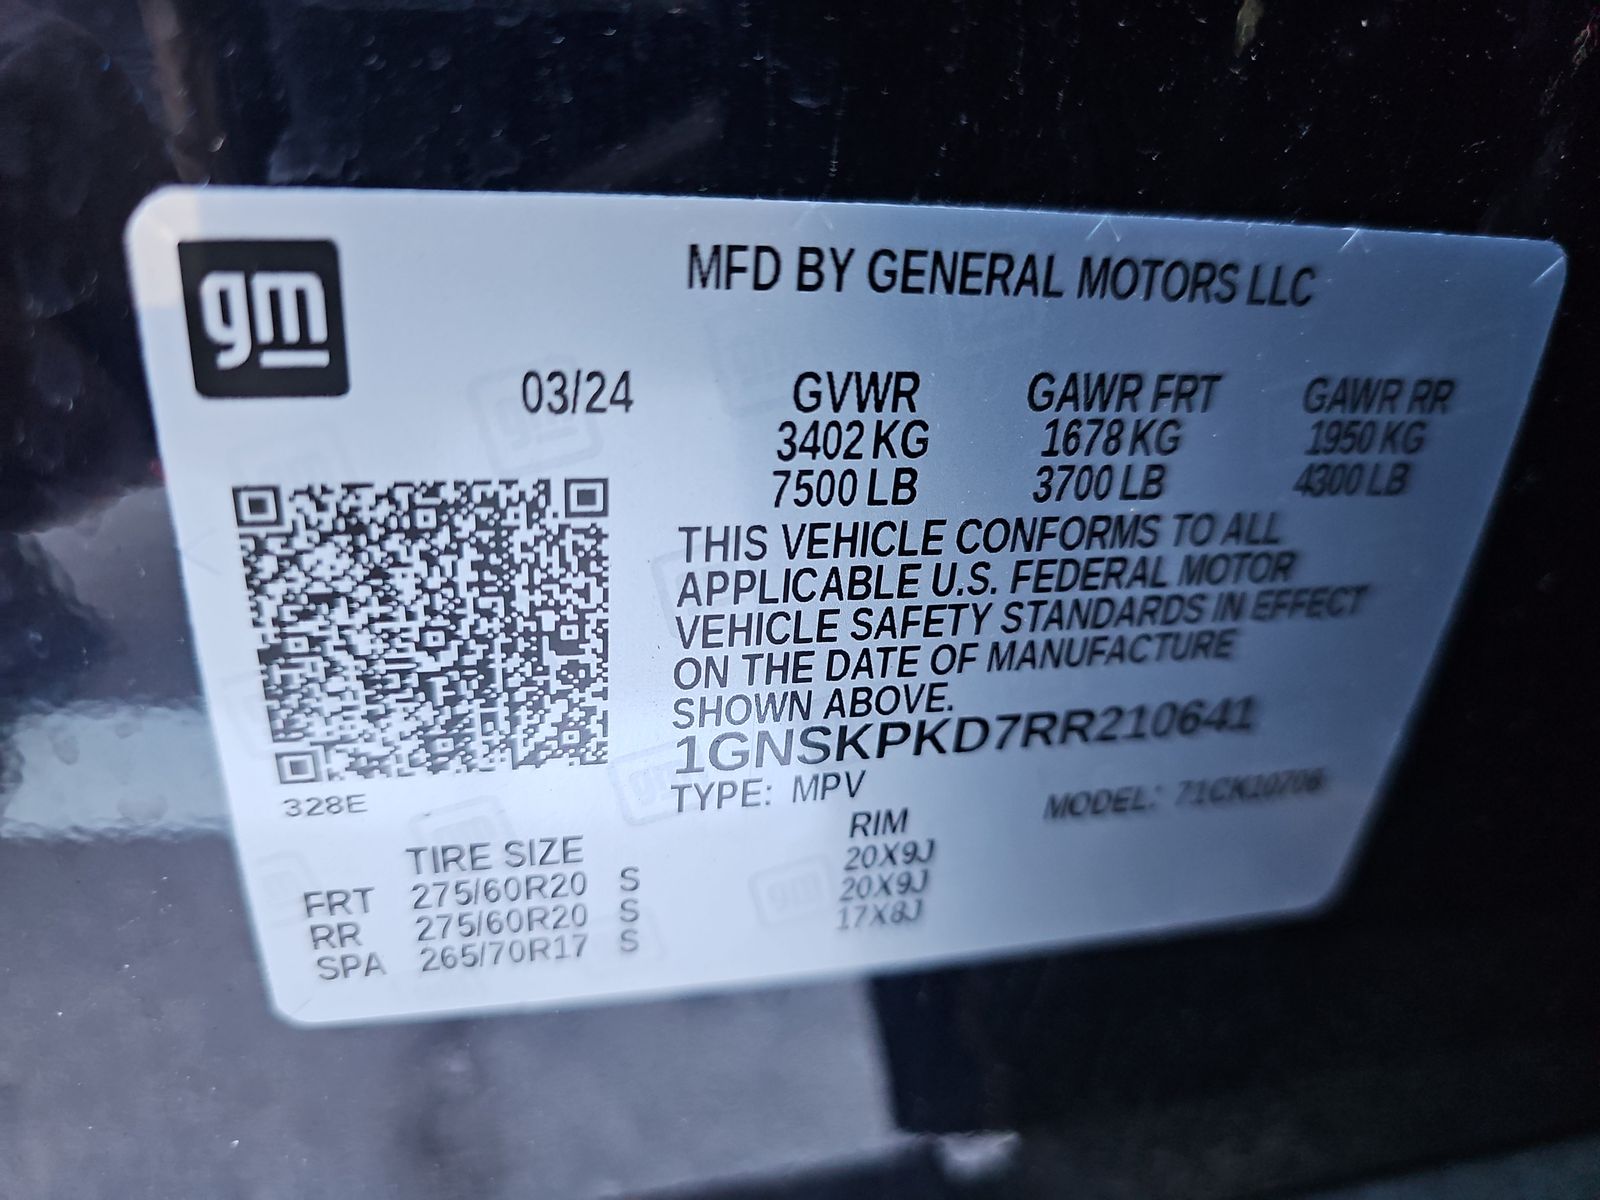 gm
MFD BY GENERAL MOTORS LLC
03/24 GVWR GAWR FRT GAWR RR
3402 KG 1678 KG 1950 KG
7500 LB 3700 LB 4300 LB
THIS VEHICLE CONFORMS TO ALL
APPLICABLE U.S. FEDERAL MOTOR
VEHICLE SAFETY STANDARDS IN EFFECT
ON THE DATE OF MANUFACTURE
SHOWN ABOVE.
1GNSKPKD7RR210641
TYPE: MPV MODEL: 71CK10706
328E
TIRE SIZE RIM
FRT 275/60R20 S 20X9J
RR 275/60R20 S 20X9J
SPA 265/70R17 S 17X8J